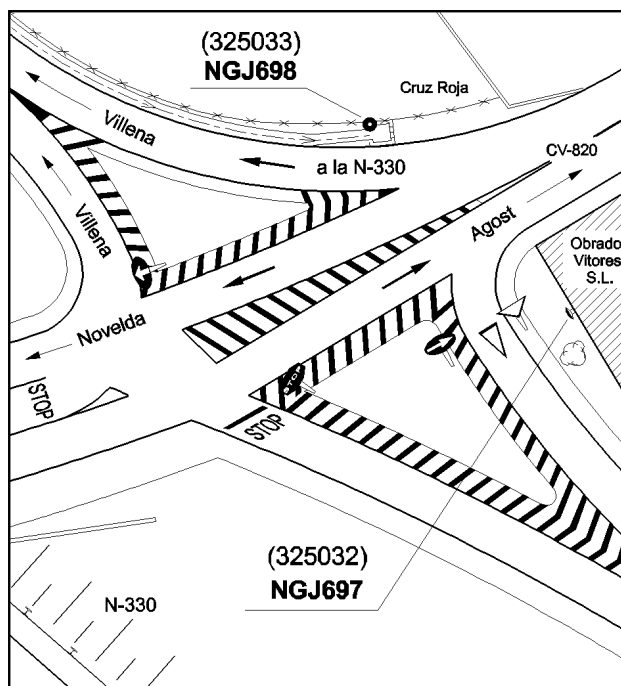 (325033)
NGJ698
Cruz Roja
Villena
a la N-330
CV-820
Villena
Agost
Obrado
Vitores
S.L.
Novelda
STOP
STOP
(325032)
NGJ697
N-330